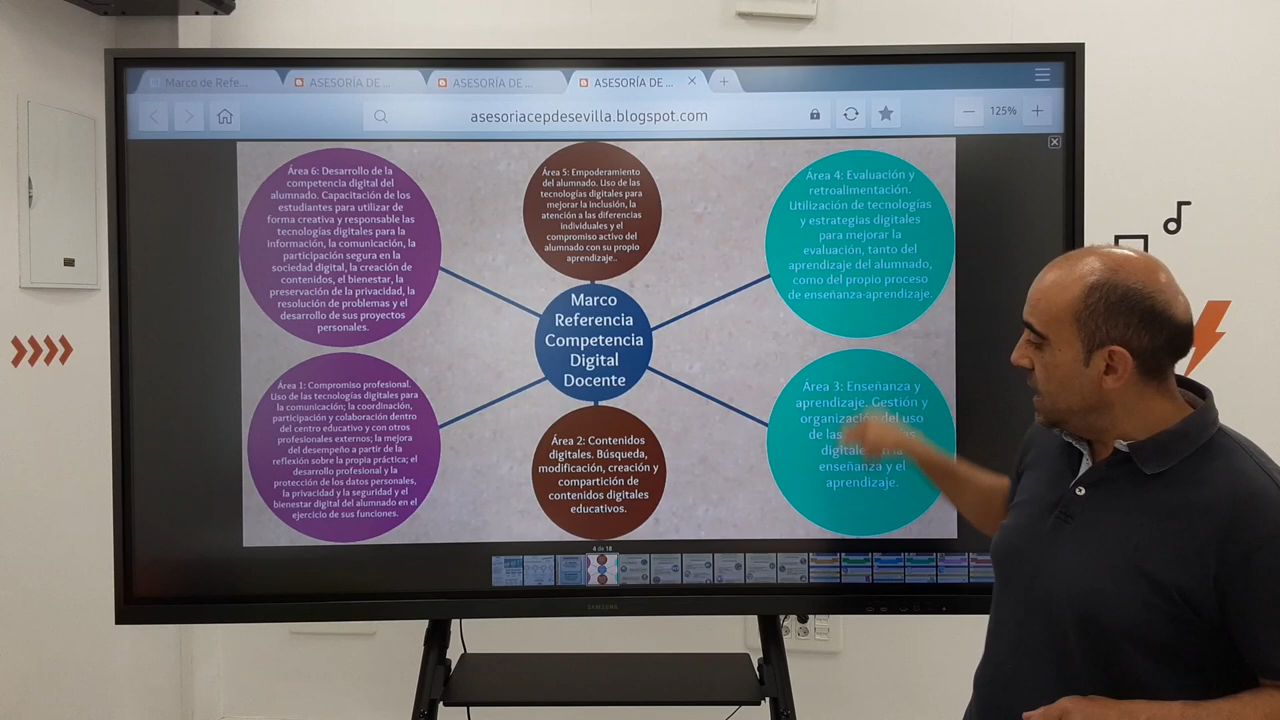 Marco de Refe...
ASESORÍA DE ...
ASESORÍA DE ...
ASESORÍA DE ...
asesoriacepdesevilla.blogspot.com
125%
Área 6: Desarrollo de la
competencia digital del
alumnado. Capacitación de los
estudiantes para utilizar de
forma creativa y responsable las
tecnologías digitales para la
información, la comunicación, la
participación segura en la
sociedad digital, la creación de
contenidos, el bienestar, la
preservación de la privacidad, la
resolución de problemas y el
desarrollo de sus proyectos
personales.
Área 5: Empoderamiento
del alumnado. Uso de las
tecnologías digitales para
mejorar la inclusión, la
atención a las diferencias
individuales y el
compromiso activo del
alumnado con su propio
aprendizaje..
Área 4: Evaluación y
retroalimentación.
Utilización de tecnologías
y estrategias digitales
para mejorar la
evaluación, tanto del
aprendizaje del alumnado,
como del propio proceso
de enseñanza-aprendizaje.
Marco
Referencia
Competencia
Digital
Docente
Área 1: Compromiso profesional.
Uso de las tecnologías digitales para
la comunicación; la coordinación,
participación y colaboración dentro
del centro educativo y con otros
profesionales externos; la mejora
del desempeño a partir de la
reflexión sobre la propia práctica; el
desarrollo profesional y la
protección de los datos personales,
la privacidad y la seguridad y el
bienestar digital del alumnado en el
ejercicio de sus funciones.
Área 2: Contenidos
digitales. Búsqueda,
modificación, creación y
compartición de
contenidos digitales
educativos.
Área 3: Enseñanza y
aprendizaje. Gestión y
organización del uso
de las
enseñanza y el
aprendizaje.
4 de 18
SAMSUNG